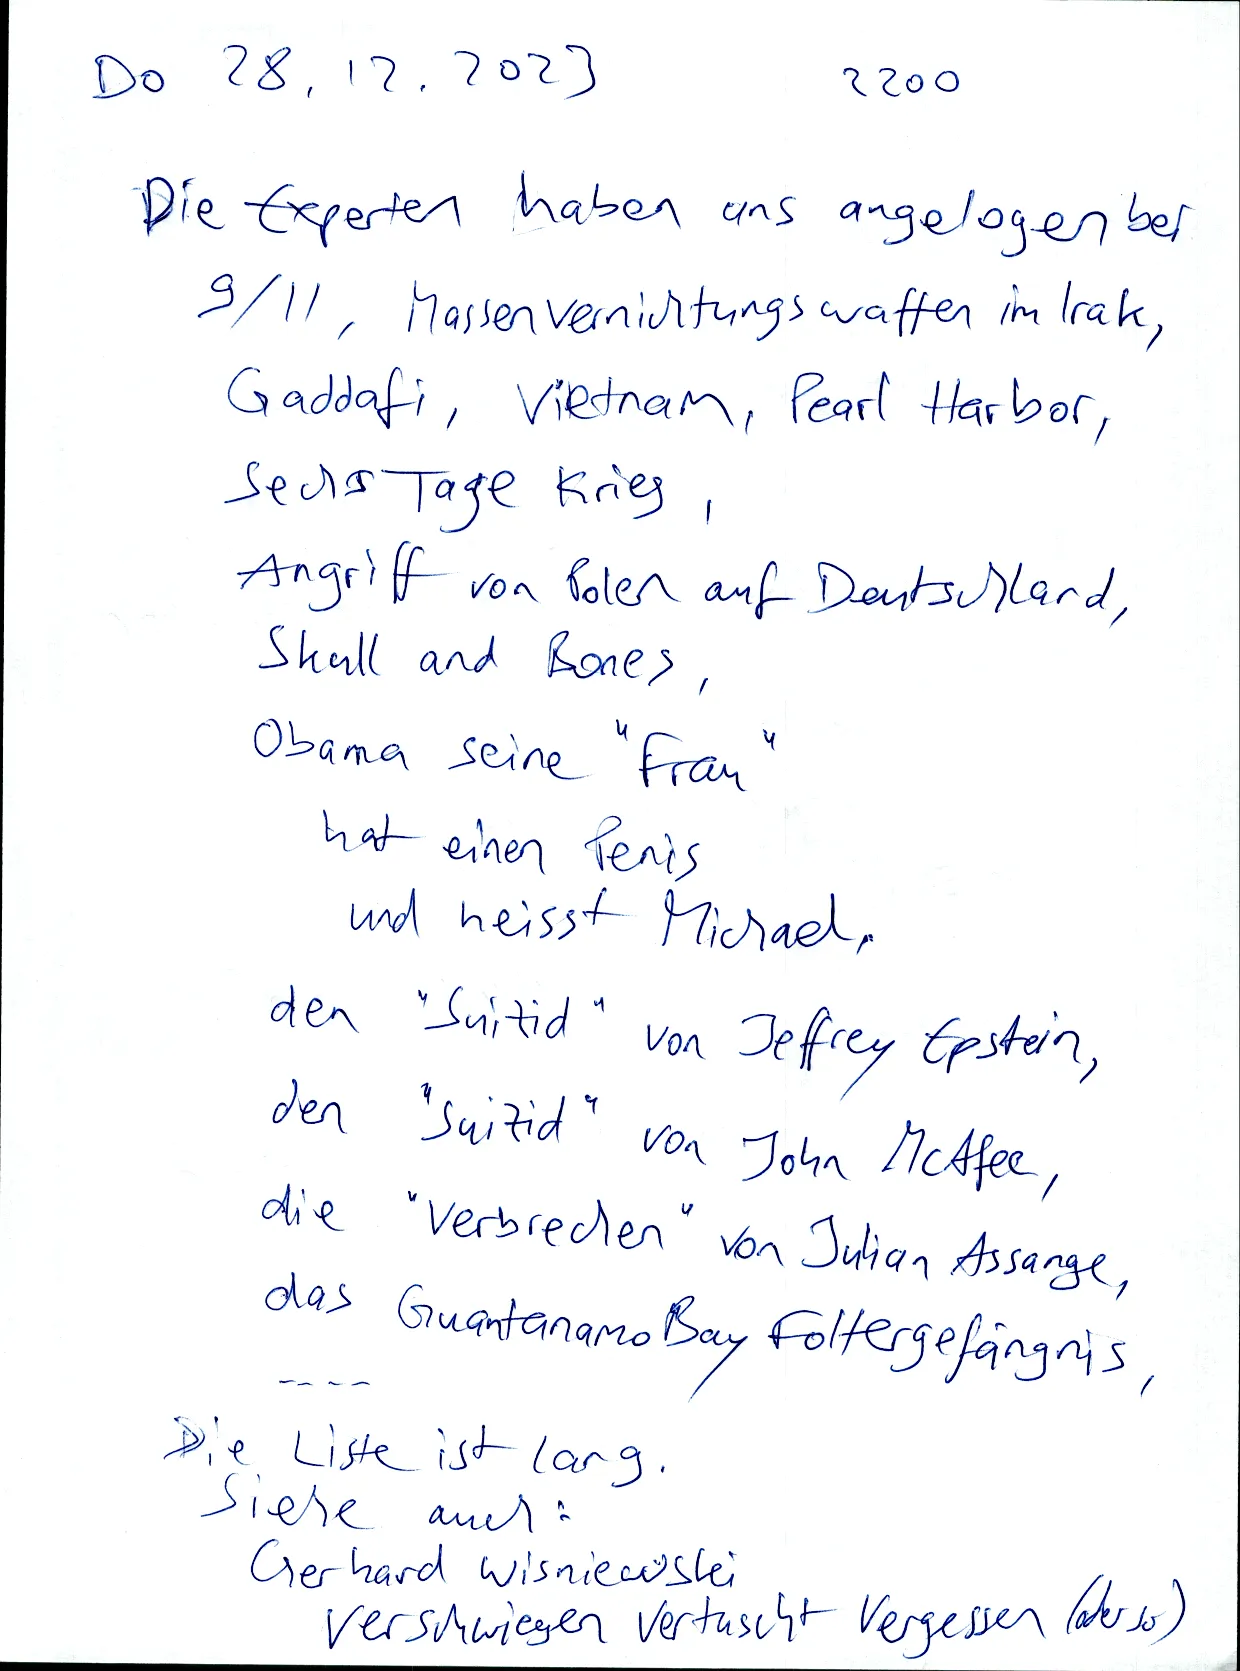 Do 28.12.2023 2200
Die Experten haben uns angelogen bei
9/11, Massenvernichtungswaffen im Irak,
Gaddafi, Vietnam, Pearl Harbor,
Sechs Tage Krieg,
Angriff von Polen auf Deutschland,
Skull and Bones,
Obama seine "Frau"
hat einen Penis
und heisst Michael,
den "Suizid" von Jeffrey Epstein,
den "Suizid" von John McAfee,
die "Verbrechen" von Julian Assange,
das Guantanamo Bay Foltergefängnis,
----
Die Liste ist lang.
Siehe auch:
Gerhard Wisniewski
Verschwiegen Vertuscht Vergessen (oder so)